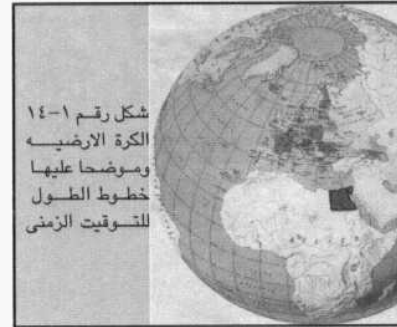 شكل رقم ١-١٤
الكرة الارضيه
وموضحا عليها
خطوط الطول
للتوقيت الزمنى